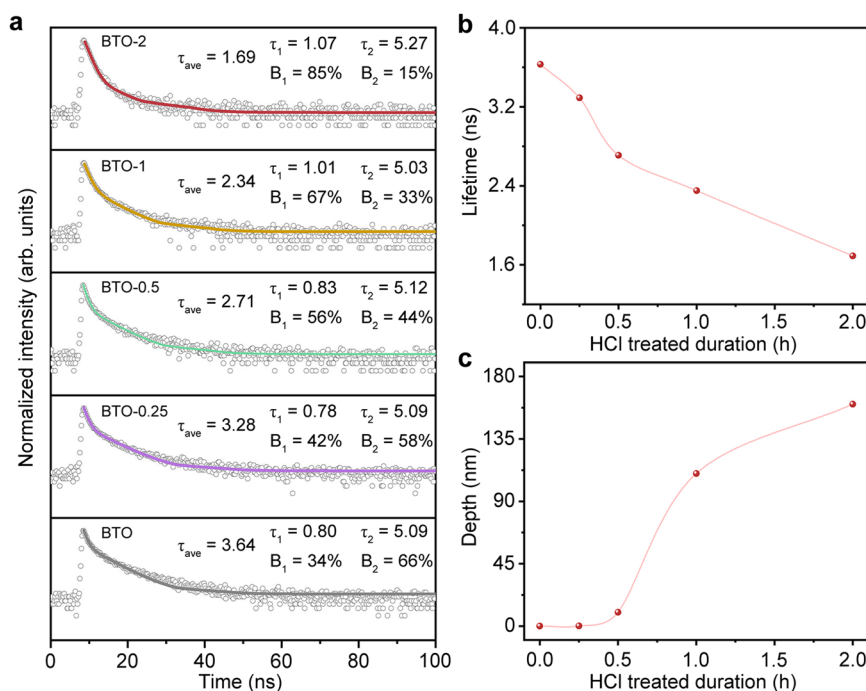 a
Normalized intensity (arb. units)
BTO-2
τave = 1.69
τ1 = 1.07 τ2 = 5.27
B1 = 85% B2 = 15%
BTO-1
τave = 2.34
τ1 = 1.01 τ2 = 5.03
B1 = 67% B2 = 33%
BTO-0.5
τave = 2.71
τ1 = 0.83 τ2 = 5.12
B1 = 56% B2 = 44%
BTO-0.25
τave = 3.28
τ1 = 0.78 τ2 = 5.09
B1 = 42% B2 = 58%
BTO
τave = 3.64
τ1 = 0.80 τ2 = 5.09
B1 = 34% B2 = 66%
0 20 40 60 80 100
Time (ns)
b
Lifetime (ns)
4.0
3.2
2.4
1.6
0.0 0.5 1.0 1.5 2.0
HCl treated duration (h)
c
Depth (nm)
180
135
90
45
0
0.0 0.5 1.0 1.5 2.0
HCl treated duration (h)